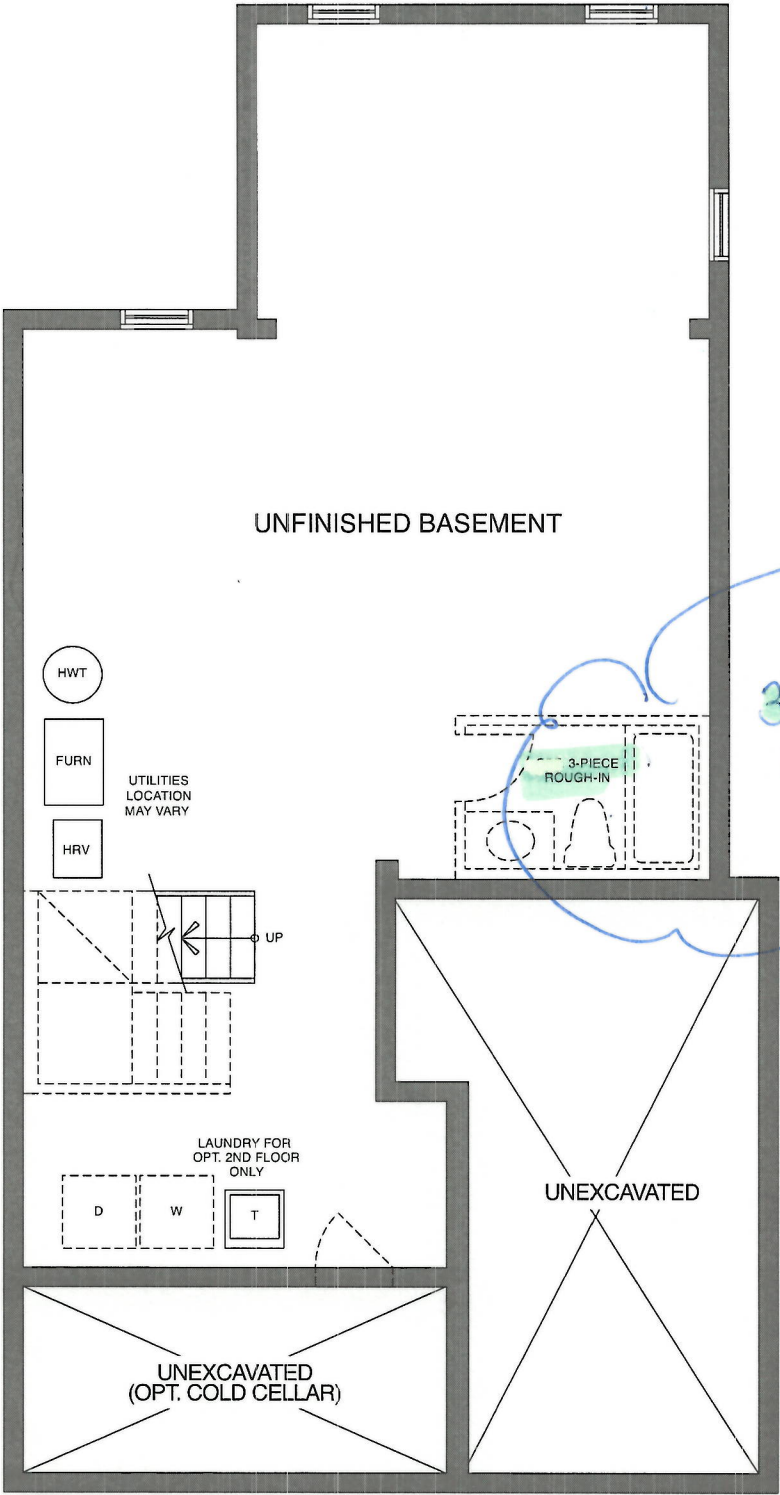 UNFINISHED BASEMENT
HWT
FURN
UTILITIES
LOCATION
MAY VARY
HRV
3-PIECE
ROUGH-IN
3
UP
LAUNDRY FOR
OPT. 2ND FLOOR
ONLY
D
W
T
UNEXCAVATED
UNEXCAVATED
(OPT. COLD CELLAR)